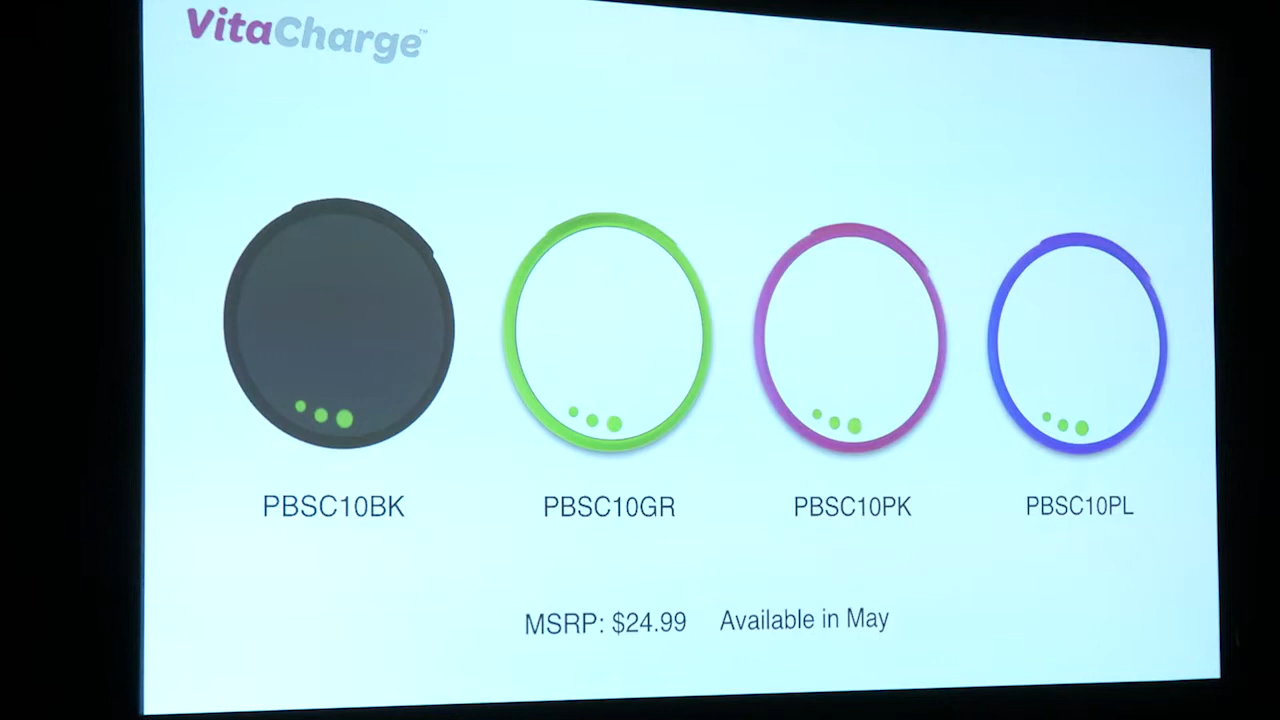 VitaCharge™
PBSC10BK PBSC10GR PBSC10PK PBSC10PL
MSRP: $24.99 Available in May